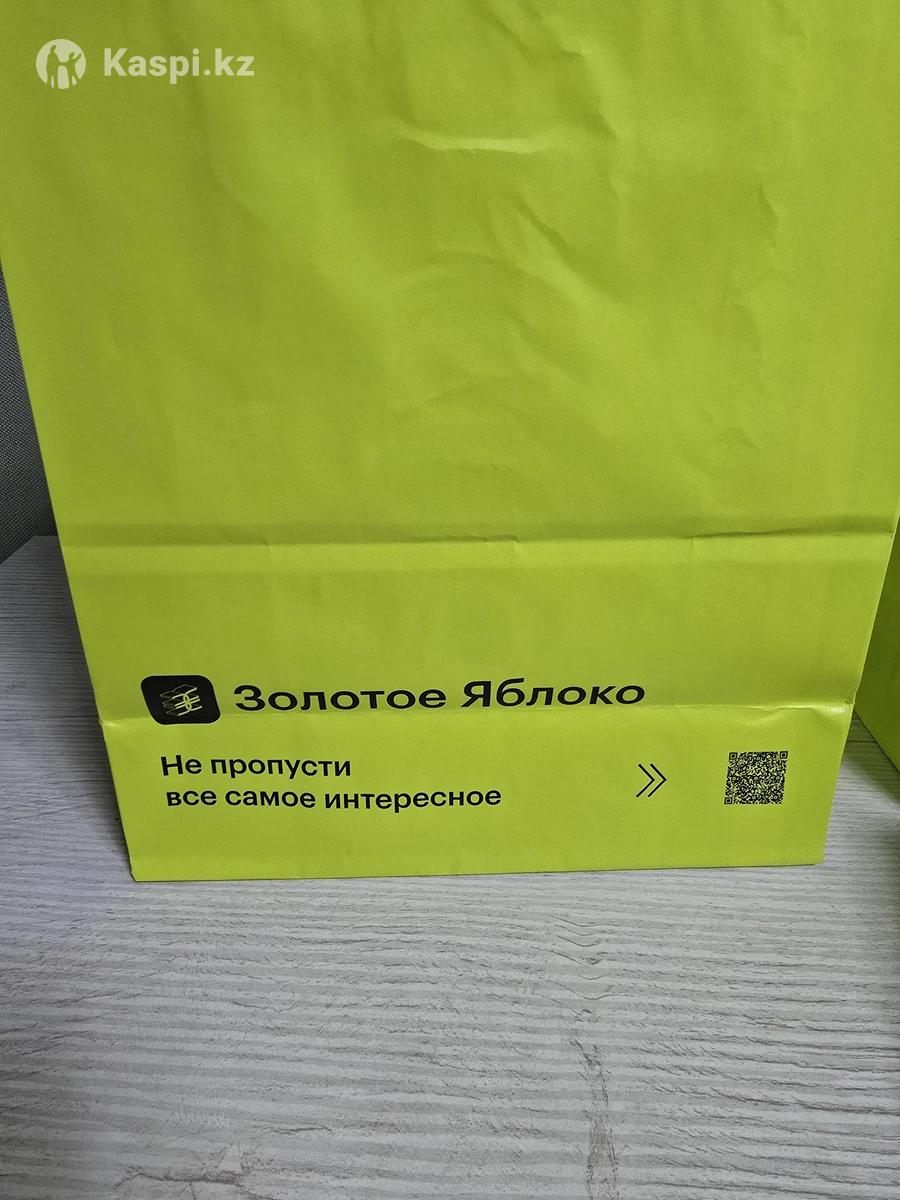 Kaspi.kz
Золотое Яблоко
Не пропусти
все самое интересное